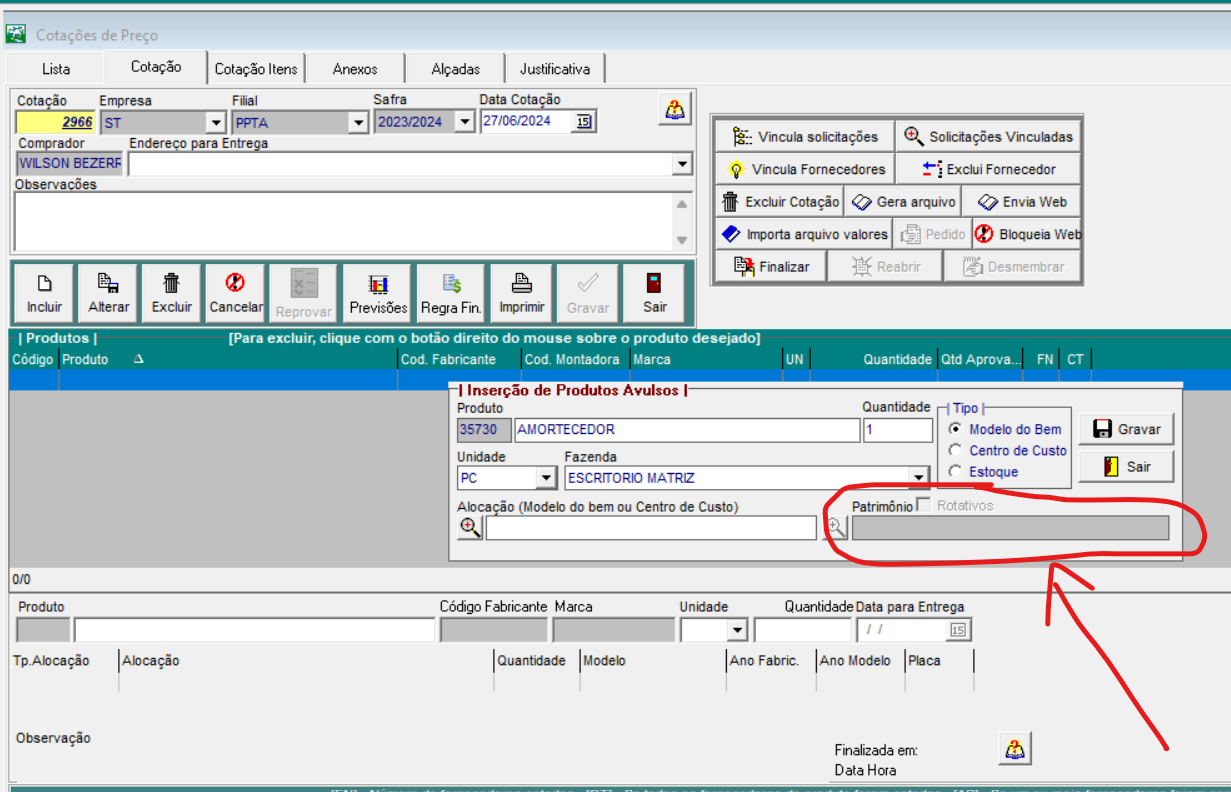 Cotações de Preço
Lista Cotação Cotação Itens Anexos Alçadas Justificativa
Cotação Empresa Filial Safra Data Cotação
2966 ST PPTA 2023/2024 27/06/2024 15
Comprador Endereço para Entrega
WILSON BEZERR
Observações
Vincula solicitações Solicitações Vinculadas
Vincula Fornecedores Exclui Fornecedor
Excluir Cotação Gera arquivo Envia Web
Importa arquivo valores Pedido Bloqueia Web
Finalizar Reabrir Desmembrar
Incluir Alterar Excluir Cancelar Reprovar Previsões Regra Fin. Imprimir Gravar Sair
| Produtos | [Para excluir, clique com o botão direito do mouse sobre o produto desejado]
Código Produto Cod. Fabricante Cod. Montadora Marca UN Quantidade Qtd Aprova... FN CT
| Inserção de Produtos Avulsos |
Produto Quantidade | Tipo |
35730 AMORTECEDOR 1 Modelo do Bem Gravar
Unidade Fazenda Centro de Custo
PC ESCRITORIO MATRIZ Estoque Sair
Alocação (Modelo do bem ou Centro de Custo) Patrimônio Rotativos
0/0
Produto Código Fabricante Marca Unidade Quantidade Data para Entrega
/ / 15
Tp.Alocação Alocação Quantidade Modelo Ano Fabric. Ano Modelo Placa
Observação
Finalizada em:
Data Hora